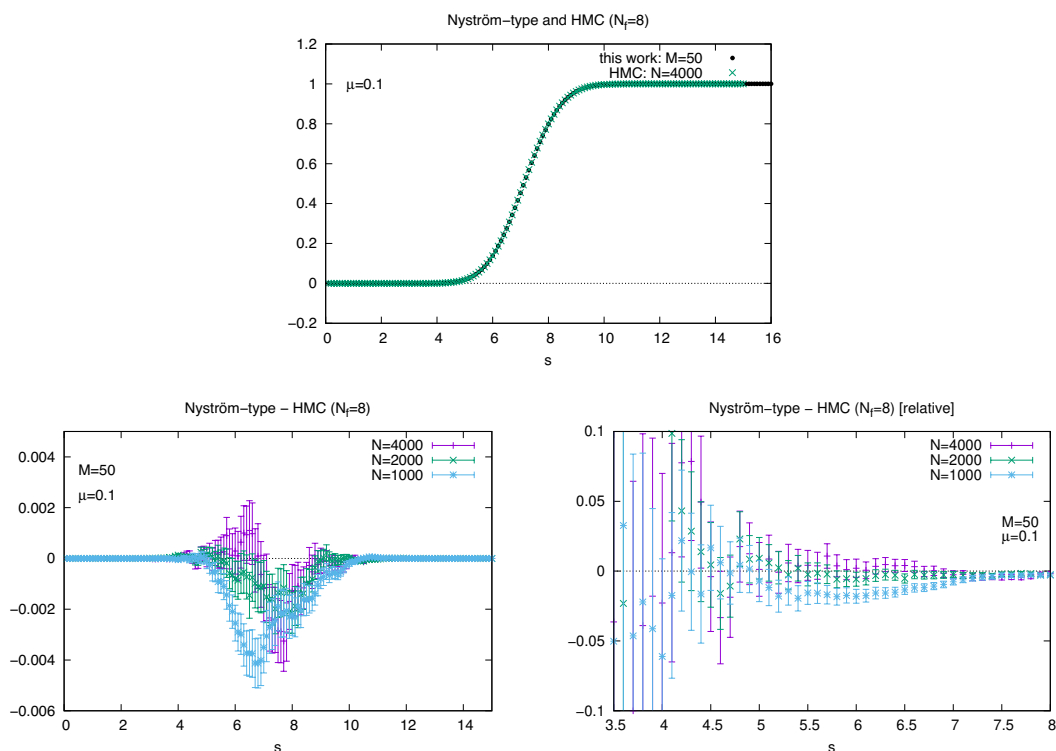 Nyström−type and HMC (N_f=8)
this work: M=50
HMC: N=4000
μ=0.1
1.2
1
0.8
0.6
0.4
0.2
0
−0.2
0 2 4 6 8 10 12 14 16
s
Nyström−type − HMC (N_f=8)
N=4000
N=2000
N=1000
M=50
μ=0.1
0.004
0.002
0.000
−0.002
−0.004
−0.006
0 2 4 6 8 10 12 14
s
Nyström−type − HMC (N_f=8) [relative]
N=4000
N=2000
N=1000
M=50
μ=0.1
0.1
0.05
0
−0.05
−0.1
3.5 4 4.5 5 5.5 6 6.5 7 7.5 8
s